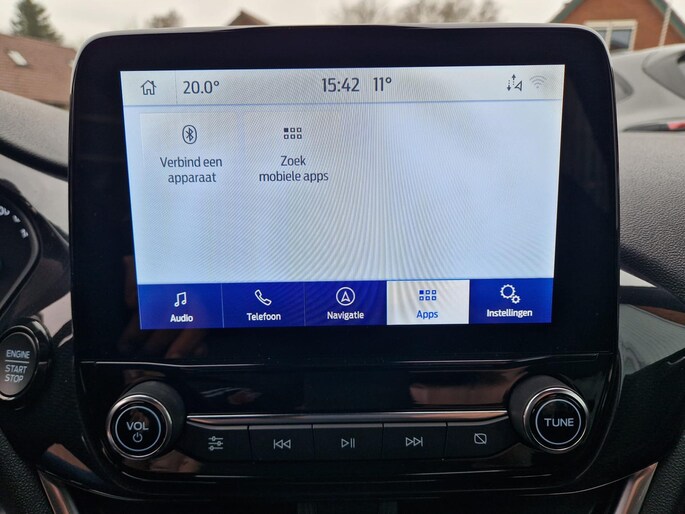 20.0° 15:42 11°
Verbind een
apparaat
Zoek
mobiele apps
Audio Telefoon Navigatie Apps Instellingen
ENGINE
START
STOP
VOL
TUNE